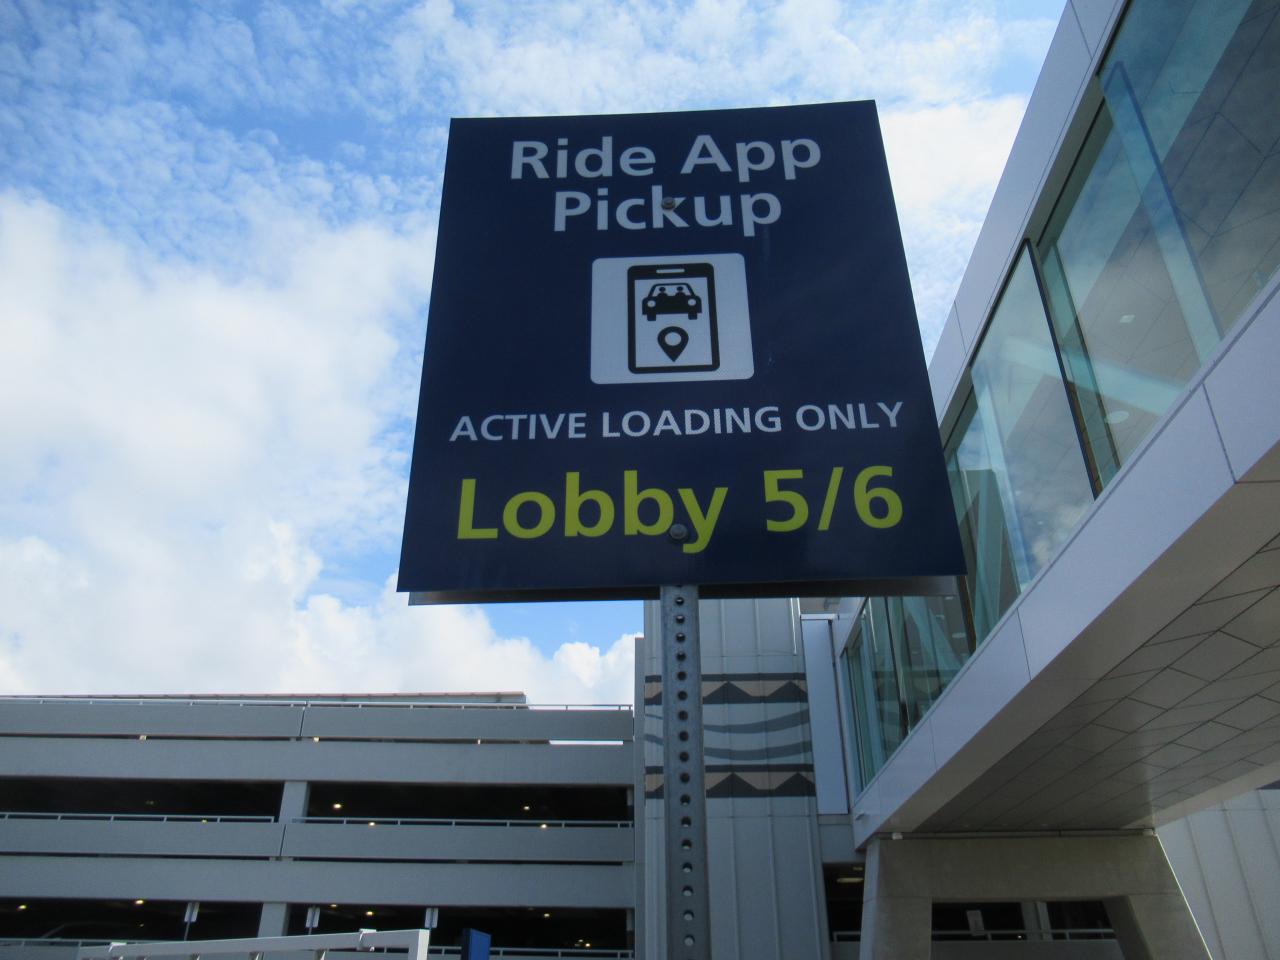 Ride App
Pickup
ACTIVE LOADING ONLY
Lobby 5/6